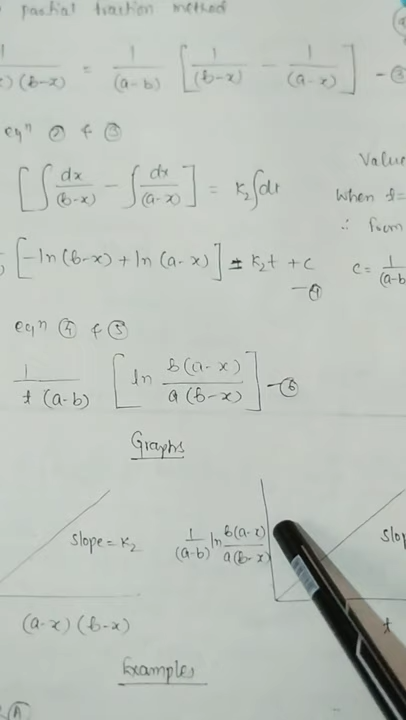 partial fraction method
1/(x)(b-x) = 1/(a-b) [1/(b-x) - 1/(a-x)] - ③
eqⁿ ② & ③
[∫ dx/(b-x) - ∫ dx/(a-x)] = K₂∫dt
Value
When t=
∴ from
[-ln(b-x) + ln(a-x)] = K₂t + c - ④
c = 1/(a-b
eqⁿ ④ & ⑤
1/t(a-b) [ln b(a-x)/a(b-x)] - ⑥
Graphs
Slope = K₂
(a-x)(b-x)
1/(a-b) ln b(a-x)/a(b-x)
Slop
t
Examples
A